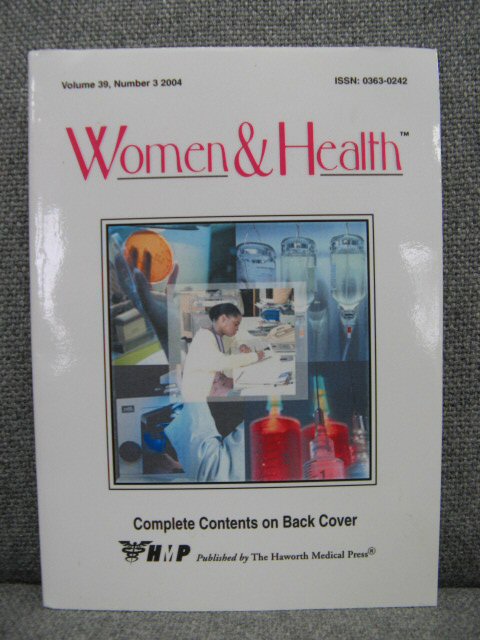 Volume 39, Number 3 2004 ISSN: 0363-0242
Women & Health™
Complete Contents on Back Cover
HMP Published by The Haworth Medical Press®